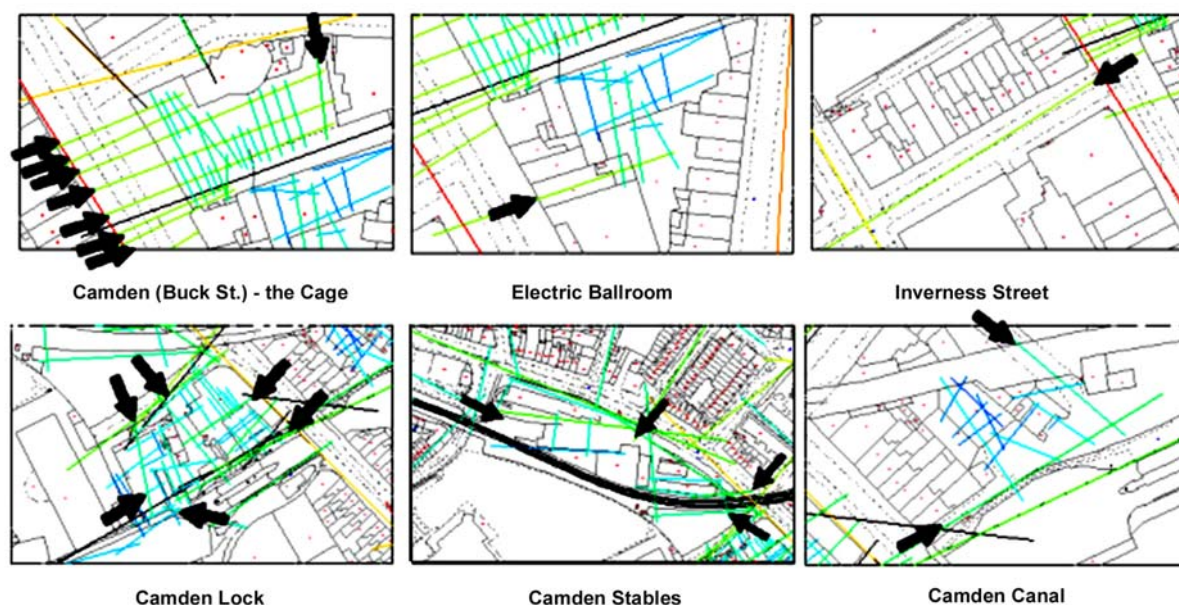 Camden (Buck St.) - the Cage
Electric Ballroom
Inverness Street
Camden Lock
Camden Stables
Camden Canal